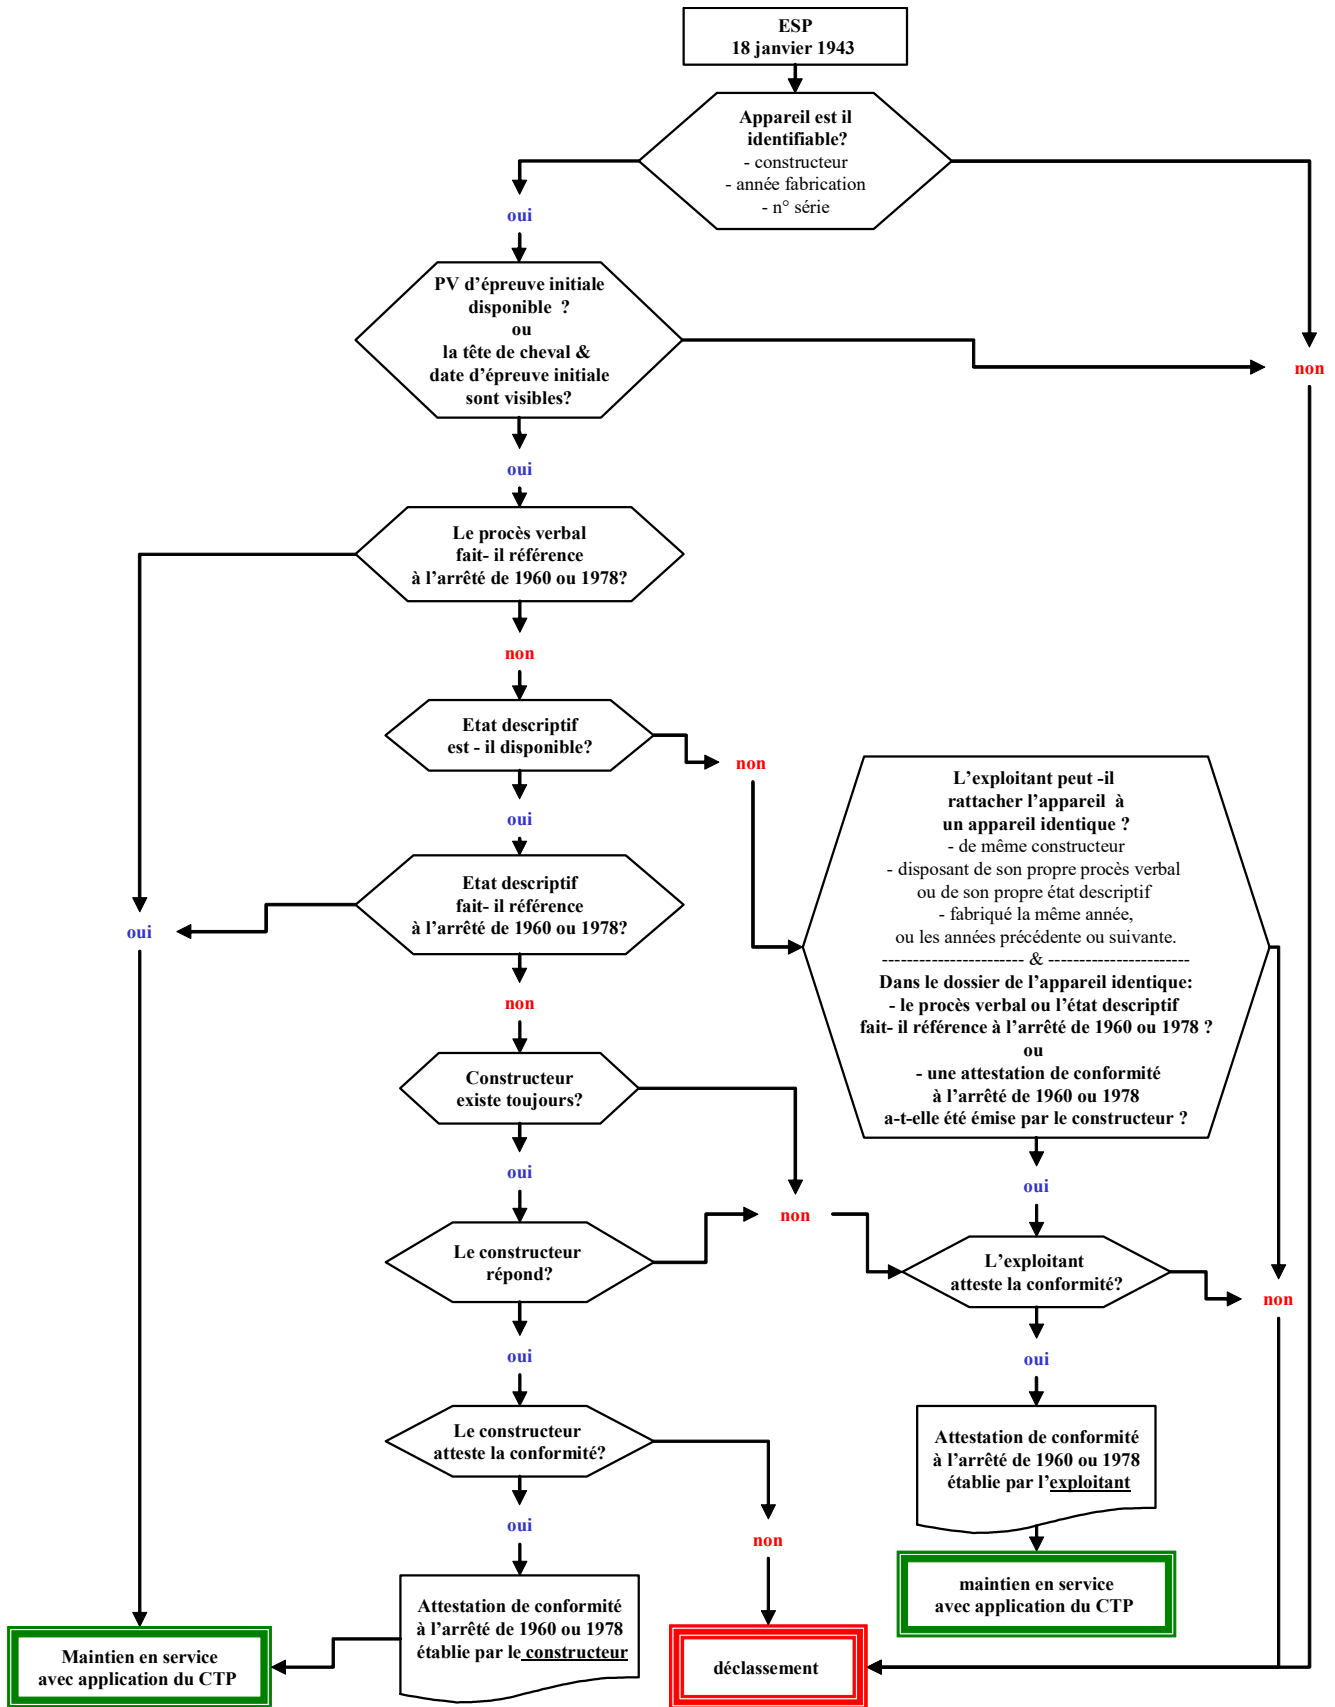 ESP
18 janvier 1943
Appareil est il
identifiable?
- constructeur
- année fabrication
- n° série
oui
PV d'épreuve initiale
disponible ?
ou
la tête de cheval &
date d'épreuve initiale
sont visibles?
non
oui
Le procès verbal
fait- il référence
à l'arrêté de 1960 ou 1978?
non
Etat descriptif
est - il disponible?
non
oui
L'exploitant peut -il
rattacher l'appareil à
un appareil identique ?
- de même constructeur
- disposant de son propre procès verbal
ou de son propre état descriptif
- fabriqué la même année,
ou les années précédente ou suivante.
----------------------- & -----------------------
Dans le dossier de l'appareil identique:
- le procès verbal ou l'état descriptif
fait- il référence à l'arrêté de 1960 ou 1978 ?
ou
- une attestation de conformité
à l'arrêté de 1960 ou 1978
a-t-elle été émise par le constructeur ?
Etat descriptif
fait- il référence
à l'arrêté de 1960 ou 1978?
oui
non
Constructeur
existe toujours?
oui
oui
non
Le constructeur
répond?
L'exploitant
atteste la conformité?
non
oui
oui
Le constructeur
atteste la conformité?
Attestation de conformité
à l'arrêté de 1960 ou 1978
établie par l'exploitant
oui
non
maintien en service
avec application du CTP
Attestation de conformité
à l'arrêté de 1960 ou 1978
établie par le constructeur
Maintien en service
avec application du CTP
déclassement